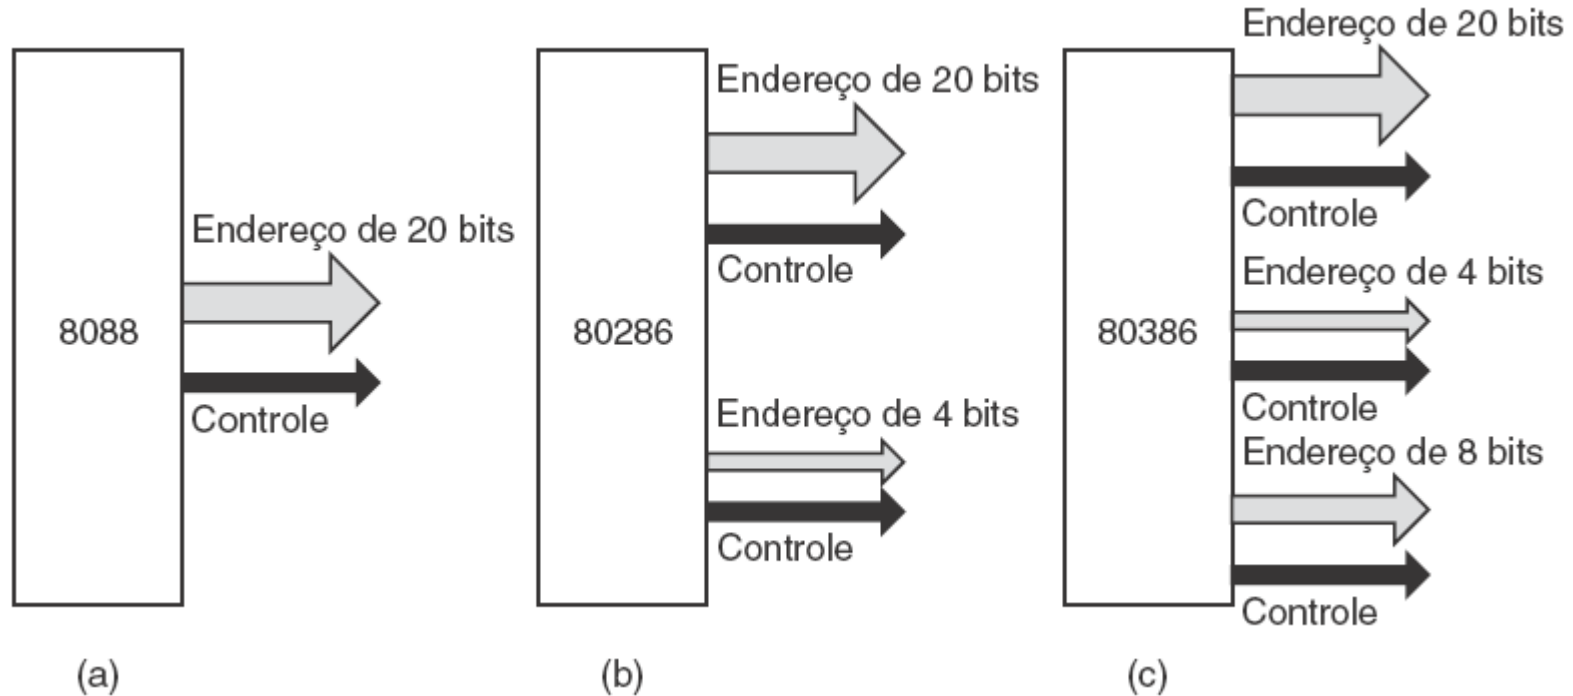 8088
Endereço de 20 bits
Controle
(a)
80286
Endereço de 20 bits
Controle
Endereço de 4 bits
Controle
(b)
80386
Endereço de 20 bits
Controle
Endereço de 4 bits
Controle
Endereço de 8 bits
Controle
(c)